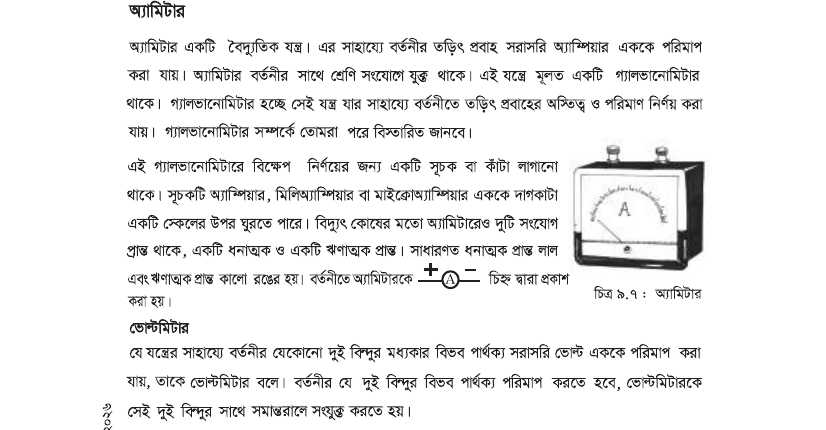 অ্যামিটার
অ্যামিটার একটি বৈদ্যুতিক যন্ত্র। এর সাহায্যে বর্তনীর তড়িৎ প্রবাহ সরাসরি অ্যাম্পিয়ার এককে পরিমাপ
করা যায়। অ্যামিটার বর্তনীর সাথে শ্রেণি সংযোগে যুক্ত থাকে। এই যন্ত্রে মূলত একটি গ্যালভানোমিটার
থাকে। গ্যালভানোমিটার হচ্ছে সেই যন্ত্র যার সাহায্যে বর্তনীতে তড়িৎ প্রবাহের অস্তিত্ব ও পরিমাণ নির্ণয় করা
যায়। গ্যালভানোমিটার সম্পর্কে তোমরা পরে বিস্তারিত জানবে।
এই গ্যালভানোমিটারে বিক্ষেপ নির্ণয়ের জন্য একটি সূচক বা কাঁটা লাগানো
থাকে। সূচকটি অ্যাম্পিয়ার, মিলিঅ্যাম্পিয়ার বা মাইক্রোঅ্যাম্পিয়ার এককে দাগকাটা
একটি স্কেলের উপর ঘুরতে পারে। বিদ্যুৎ কোষের মতো অ্যামিটারেও দুটি সংযোগ
প্রান্ত থাকে, একটি ধনাত্মক ও একটি ঋণাত্মক প্রান্ত। সাধারণত ধনাত্মক প্রান্ত লাল
এবং ঋণাত্মক প্রান্ত কালো রঙের হয়। বর্তনীতে অ্যামিটারকে + A − চিহ্ন দ্বারা প্রকাশ
করা হয়।
A
চিত্র ৯.৭ : অ্যামিটার
ভোল্টমিটার
যে যন্ত্রের সাহায্যে বর্তনীর যেকোনো দুই বিন্দুর মধ্যকার বিভব পার্থক্য সরাসরি ভোল্ট এককে পরিমাপ করা
যায়, তাকে ভোল্টমিটার বলে। বর্তনীর যে দুই বিন্দুর বিভব পার্থক্য পরিমাপ করতে হবে, ভোল্টমিটারকে
সেই দুই বিন্দুর সাথে সমান্তরালে সংযুক্ত করতে হয়।
২০২৬